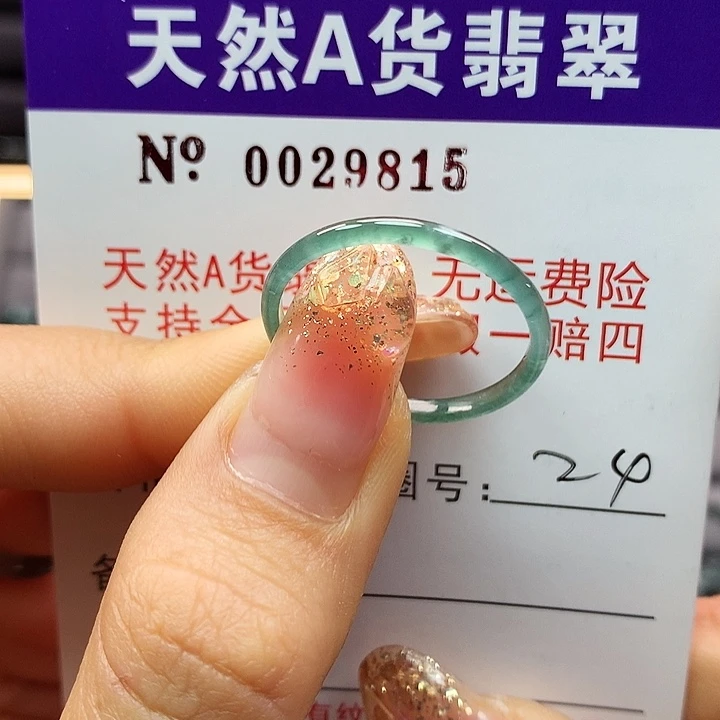 天然A货翡翠
Nº 0029815
天然A货 无运费险
支持 一赔四
圈号: 24